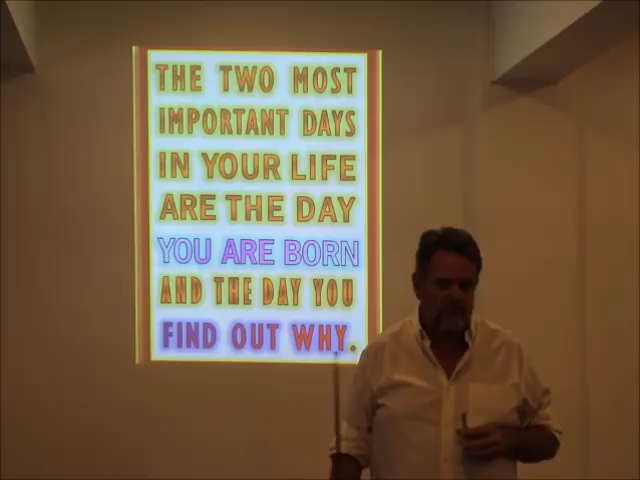 THE TWO MOST
IMPORTANT DAYS
IN YOUR LIFE
ARE THE DAY
YOU ARE BORN
AND THE DAY YOU
FIND OUT WHY.